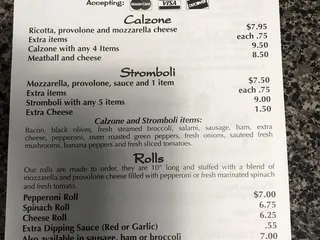 Accepting: MasterCard VISA DISCOVER
Calzone
Ricotta, provolone and mozzarella cheese $7.95
Extra items each .75
Calzone with any 4 Items 9.50
Meatball and cheese 8.50
Stromboli
Mozzarella, provolone, sauce and 1 item $7.50
Extra items each .75
Stromboli with any 5 items 9.00
Extra Cheese 1.50
Calzone and Stromboli items:
Bacon, black olives, fresh steamed broccoli, salami, sausage, ham, extra
cheese, pepperoni, oven roasted green peppers, fresh onions, sauteed fresh
mushrooms, banana peppers and fresh sliced tomatoes.
Rolls
Our rolls are made to order, they are 10" long and stuffed with a blend of
mozzarella and provolone cheese filled with pepperoni or fresh marinated spinach
and fresh tomato.
Pepperoni Roll $7.00
Spinach Roll 6.75
Cheese Roll 6.25
Extra Dipping Sauce (Red or Garlic) .55
Also available in sausage, ham or broccoli 7.00